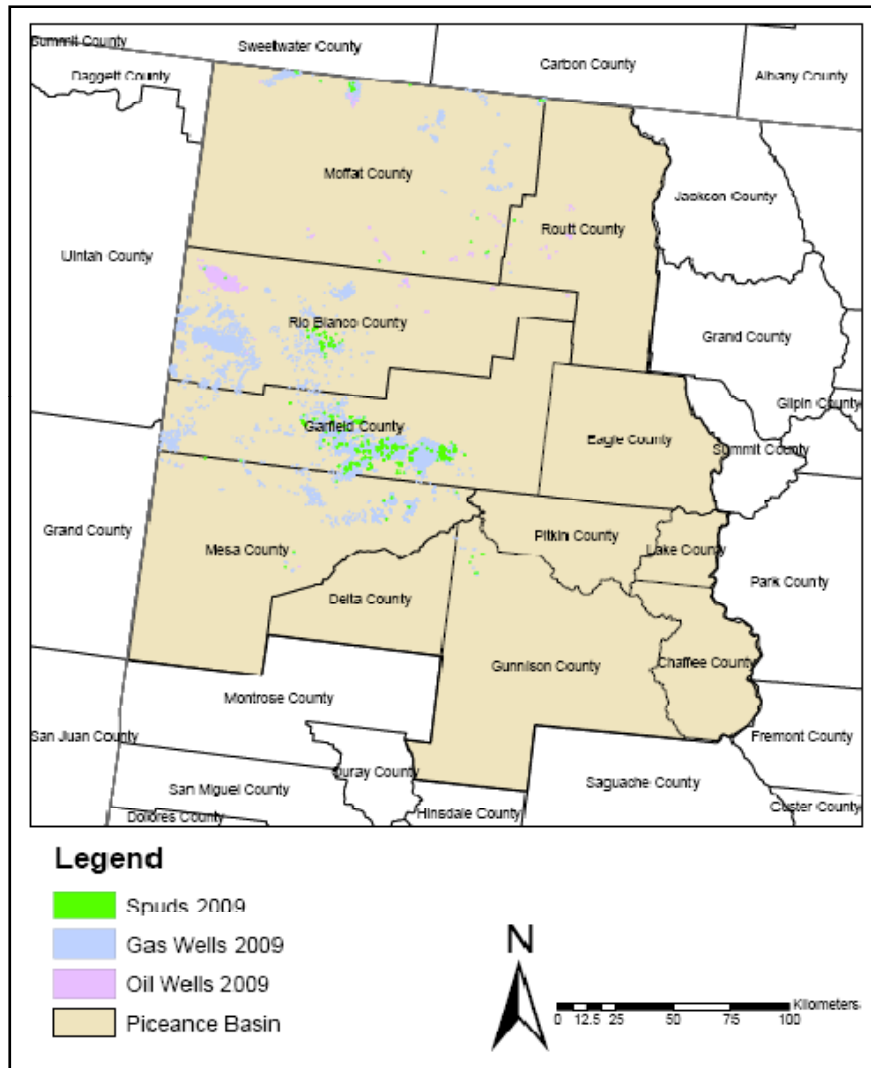 Summit County
Sweetwater County
Carbon County
Daggett County
Albany County
Moffat County
Jackson County
Routt County
Uintah County
Rio Blanco County
Grand County
Gilpin County
Garfield County
Eagle County
Summit County
Grand County
Pitkin County
Mesa County
Lake County
Park County
Delta County
Gunnison County
Chaffee County
Montrose County
San Juan County
Fremont County
Ouray County
San Miguel County
Saguache County
Dolores County
Hinsdale County
Custer County
Legend
Spuds 2009
Gas Wells 2009
Oil Wells 2009
Piceance Basin
N
Kilometers
0 12.5 25 50 75 100